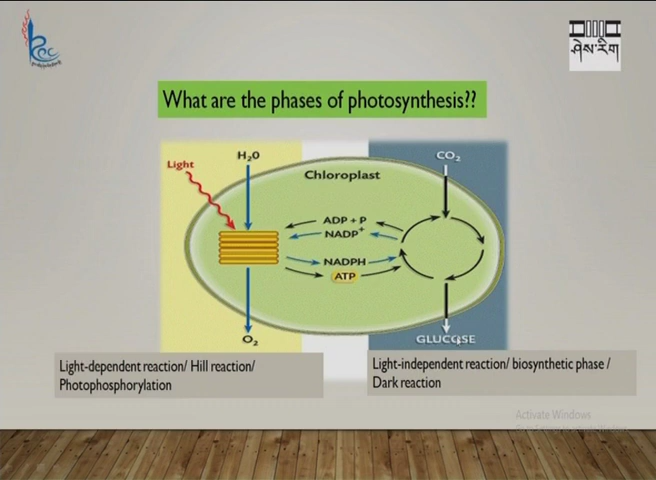 ཤེས་རིག
What are the phases of photosynthesis??
H₂0
CO₂
Light
Chloroplast
ADP + P
NADP⁺
NADPH
ATP
O₂
GLUCOSE
Light-dependent reaction/ Hill reaction/
Photophosphorylation
Light-independent reaction/ biosynthetic phase /
Dark reaction
Activate Windows